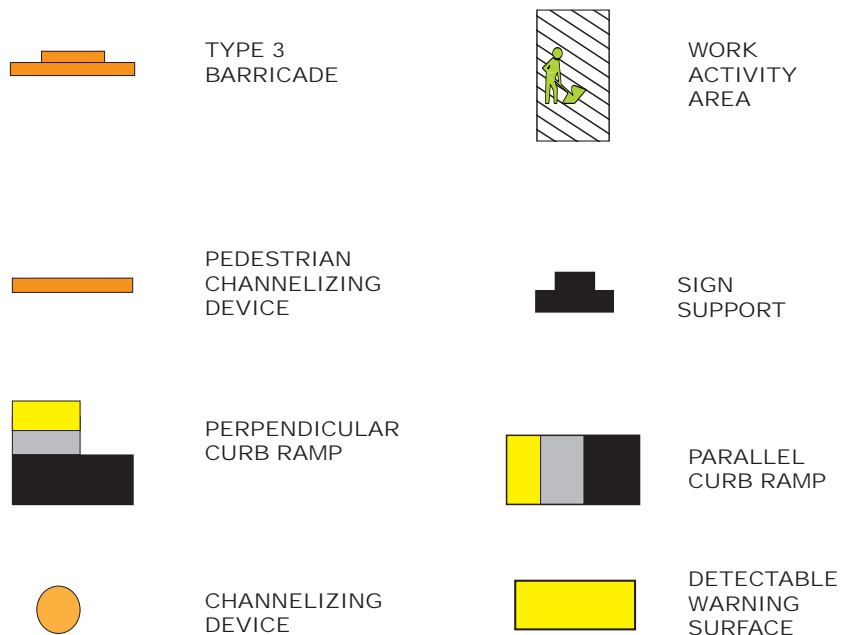 TYPE 3
BARRICADE
WORK
ACTIVITY
AREA
PEDESTRIAN
CHANNELIZING
DEVICE
SIGN
SUPPORT
PERPENDICULAR
CURB RAMP
PARALLEL
CURB RAMP
CHANNELIZING
DEVICE
DETECTABLE
WARNING
SURFACE